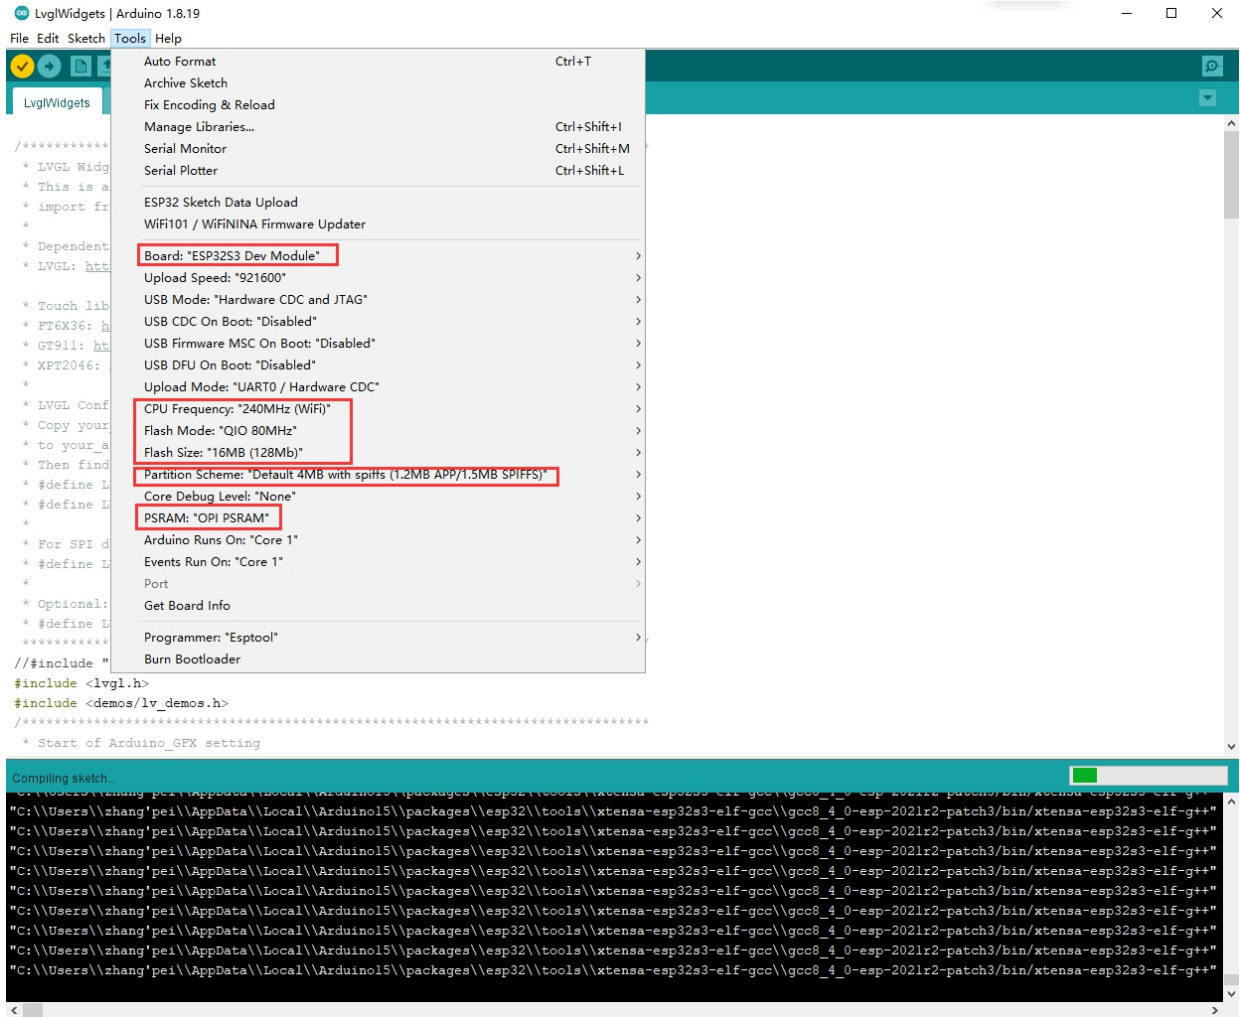 LvglWidgets | Arduino 1.8.19
File Edit Sketch Tools Help
LvglWidgets
Auto Format Ctrl+T
Archive Sketch
Fix Encoding & Reload
Manage Libraries... Ctrl+Shift+I
Serial Monitor Ctrl+Shift+M
Serial Plotter Ctrl+Shift+L
ESP32 Sketch Data Upload
WiFi101 / WiFiNINA Firmware Updater
Board: "ESP32S3 Dev Module"
Upload Speed: "921600"
USB Mode: "Hardware CDC and JTAG"
USB CDC On Boot: "Disabled"
USB Firmware MSC On Boot: "Disabled"
USB DFU On Boot: "Disabled"
Upload Mode: "UART0 / Hardware CDC"
CPU Frequency: "240MHz (WiFi)"
Flash Mode: "QIO 80MHz"
Flash Size: "16MB (128Mb)"
Partition Scheme: "Default 4MB with spiffs (1.2MB APP/1.5MB SPIFFS)"
Core Debug Level: "None"
PSRAM: "OPI PSRAM"
Arduino Runs On: "Core 1"
Events Run On: "Core 1"
Port
Get Board Info
Programmer: "Esptool"
Burn Bootloader
/***********
* LVGL Widg
* This is a
* import fr
*
* Dependent
* LVGL: htt
* Touch lib
* FT6X36: h
* GT911: ht
* XPT2046:
*
* LVGL Conf
* Copy your
* to your_a
* Then find
* #define L
* #define L
*
* For SPI d
* #define L
*
* Optional:
* #define L
***********
//#include "
#include <lvgl.h>
#include <demos/lv_demos.h>
/*******************************************************************************
* Start of Arduino_GFX setting
Compiling sketch...
"C:\\Users\\zhang'pei\\AppData\\Local\\Arduino15\\packages\\esp32\\tools\\xtensa-esp32s3-elf-gcc\\gcc8_4_0-esp-2021r2-patch3/bin/xtensa-esp32s3-elf-g++"
"C:\\Users\\zhang'pei\\AppData\\Local\\Arduino15\\packages\\esp32\\tools\\xtensa-esp32s3-elf-gcc\\gcc8_4_0-esp-2021r2-patch3/bin/xtensa-esp32s3-elf-g++"
"C:\\Users\\zhang'pei\\AppData\\Local\\Arduino15\\packages\\esp32\\tools\\xtensa-esp32s3-elf-gcc\\gcc8_4_0-esp-2021r2-patch3/bin/xtensa-esp32s3-elf-g++"
"C:\\Users\\zhang'pei\\AppData\\Local\\Arduino15\\packages\\esp32\\tools\\xtensa-esp32s3-elf-gcc\\gcc8_4_0-esp-2021r2-patch3/bin/xtensa-esp32s3-elf-g++"
"C:\\Users\\zhang'pei\\AppData\\Local\\Arduino15\\packages\\esp32\\tools\\xtensa-esp32s3-elf-gcc\\gcc8_4_0-esp-2021r2-patch3/bin/xtensa-esp32s3-elf-g++"
"C:\\Users\\zhang'pei\\AppData\\Local\\Arduino15\\packages\\esp32\\tools\\xtensa-esp32s3-elf-gcc\\gcc8_4_0-esp-2021r2-patch3/bin/xtensa-esp32s3-elf-g++"
"C:\\Users\\zhang'pei\\AppData\\Local\\Arduino15\\packages\\esp32\\tools\\xtensa-esp32s3-elf-gcc\\gcc8_4_0-esp-2021r2-patch3/bin/xtensa-esp32s3-elf-g++"
"C:\\Users\\zhang'pei\\AppData\\Local\\Arduino15\\packages\\esp32\\tools\\xtensa-esp32s3-elf-gcc\\gcc8_4_0-esp-2021r2-patch3/bin/xtensa-esp32s3-elf-g++"
"C:\\Users\\zhang'pei\\AppData\\Local\\Arduino15\\packages\\esp32\\tools\\xtensa-esp32s3-elf-gcc\\gcc8_4_0-esp-2021r2-patch3/bin/xtensa-esp32s3-elf-g++"